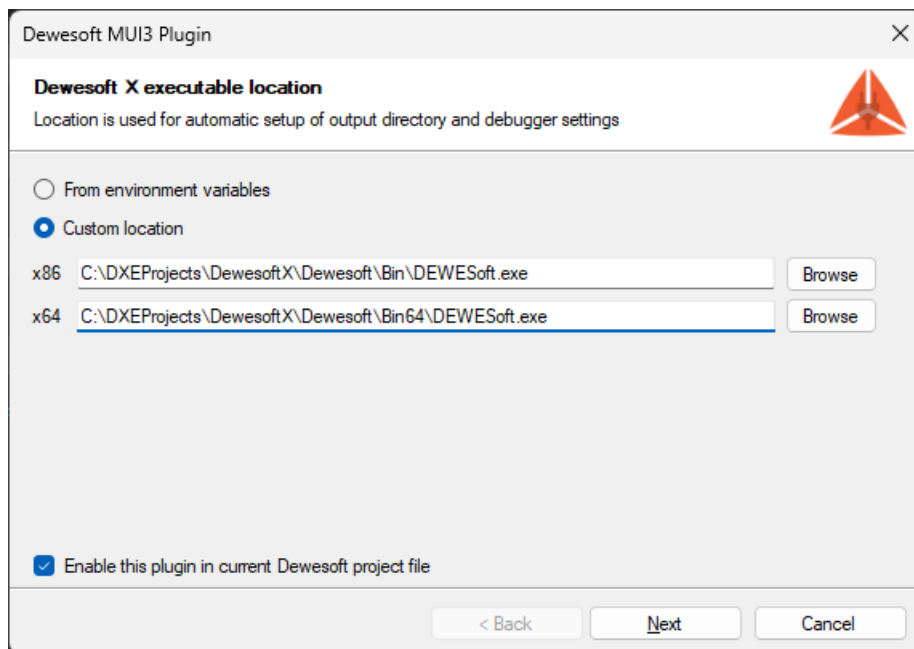 Dewesoft MUI3 Plugin
Dewesoft X executable location
Location is used for automatic setup of output directory and debugger settings
From environment variables
Custom location
x86 C:\DXEProjects\DewesoftX\Dewesoft\Bin\DEWESoft.exe Browse
x64 C:\DXEProjects\DewesoftX\Dewesoft\Bin64\DEWESoft.exe Browse
Enable this plugin in current Dewesoft project file
< Back Next Cancel